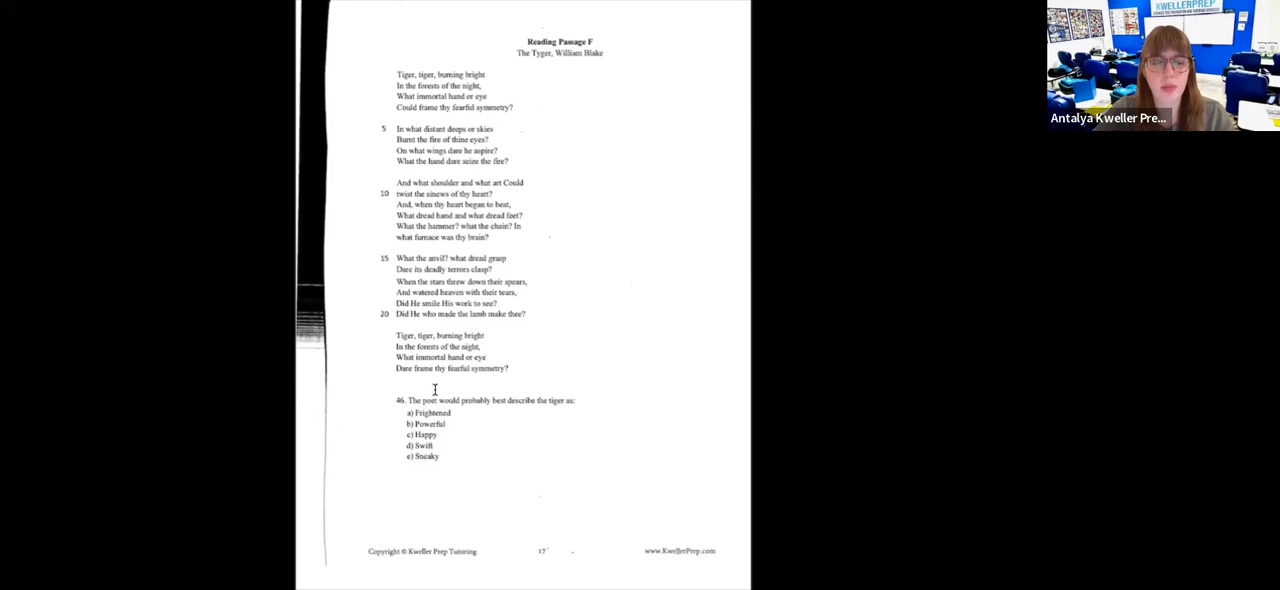 Reading Passage F
The Tyger, William Blake
Tiger, tiger, burning bright
In the forests of the night,
What immortal hand or eye
Could frame thy fearful symmetry?
5 In what distant deeps or skies
Burnt the fire of thine eyes?
On what wings dare he aspire?
What the hand dare seize the fire?
And what shoulder and what art Could
10 twist the sinews of thy heart?
And, when thy heart began to beat,
What dread hand and what dread feet?
What the hammer? what the chain? In
what furnace was thy brain?
15 What the anvil? what dread grasp
Dare its deadly terrors clasp?
When the stars threw down their spears,
And watered heaven with their tears,
Did He smile His work to see?
20 Did He who made the lamb make thee?
Tiger, tiger, burning bright
In the forests of the night,
What immortal hand or eye
Dare frame thy fearful symmetry?
46. The poet would probably best describe the tiger as:
a) Frightened
b) Powerful
c) Happy
d) Swift
e) Sneaky
Copyright © Kweller Prep Tutoring 17 www.KwellerPrep.com
KWELLERPREP
Antalya Kweller Pre...